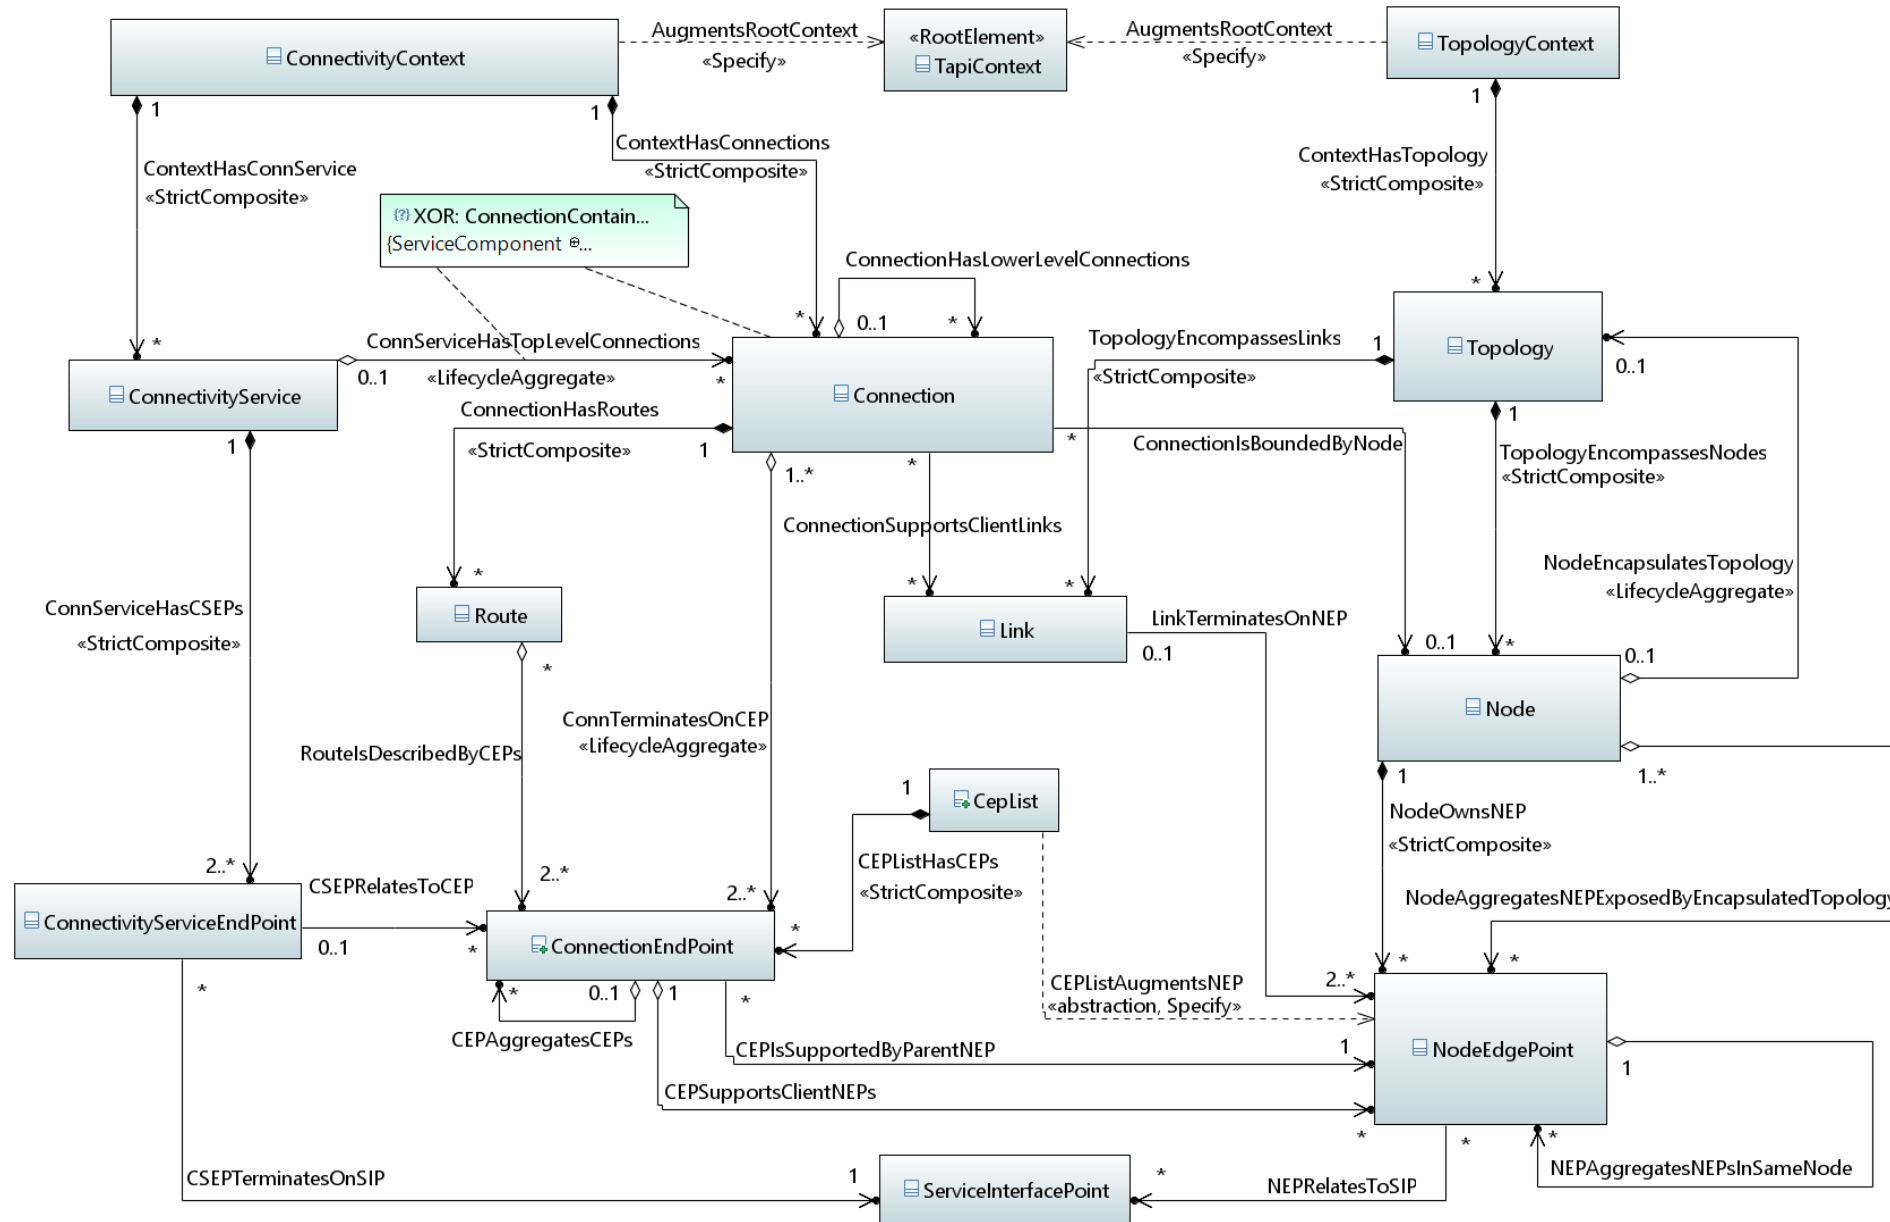 ConnectivityContext
AugmentsRootContext
«Specify»
«RootElement»
TapiContext
AugmentsRootContext
«Specify»
TopologyContext
1
1
1
ContextHasConnService
«StrictComposite»
ContextHasConnections
«StrictComposite»
ContextHasTopology
«StrictComposite»
{?} XOR: ConnectionContain...
{ServiceComponent ⊕...
ConnectionHasLowerLevelConnections
*
*
0..1
*
*
ConnServiceHasTopLevelConnections
0..1
«LifecycleAggregate»
*
TopologyEncompassesLinks
1
«StrictComposite»
Topology
0..1
ConnectivityService
Connection
ConnectionHasRoutes
«StrictComposite»
1
1
1..*
*
*
ConnectionIsBoundedByNode
1
TopologyEncompassesNodes
«StrictComposite»
ConnectionSupportsClientLinks
NodeEncapsulatesTopology
«LifecycleAggregate»
ConnServiceHasCSEPs
«StrictComposite»
*
Route
*
*
*
Link
LinkTerminatesOnNEP
0..1
0..1
*
0..1
Node
1..*
1
ConnTerminatesOnCEP
«LifecycleAggregate»
RouteIsDescribedByCEPs
1
CepList
NodeOwnsNEP
«StrictComposite»
CEPListHasCEPs
«StrictComposite»
2..*
2..*
2..*
*
CSEPRelatesToCEP
ConnectivityServiceEndPoint
0..1
*
ConnectionEndPoint
NodeAggregatesNEPExposedByEncapsulatedTopology
*
*
2..*
*
*
0..1
1
*
CEPAggregatesCEPs
CEPListAugmentsNEP
«abstraction, Specify»
CEPIsSupportedByParentNEP
1
NodeEdgePoint
1
CEPSupportsClientNEPs
*
*
*
NEPAggregatesNEPsInSameNode
CSEPTerminatesOnSIP
1
ServiceInterfacePoint
*
NEPRelatesToSIP